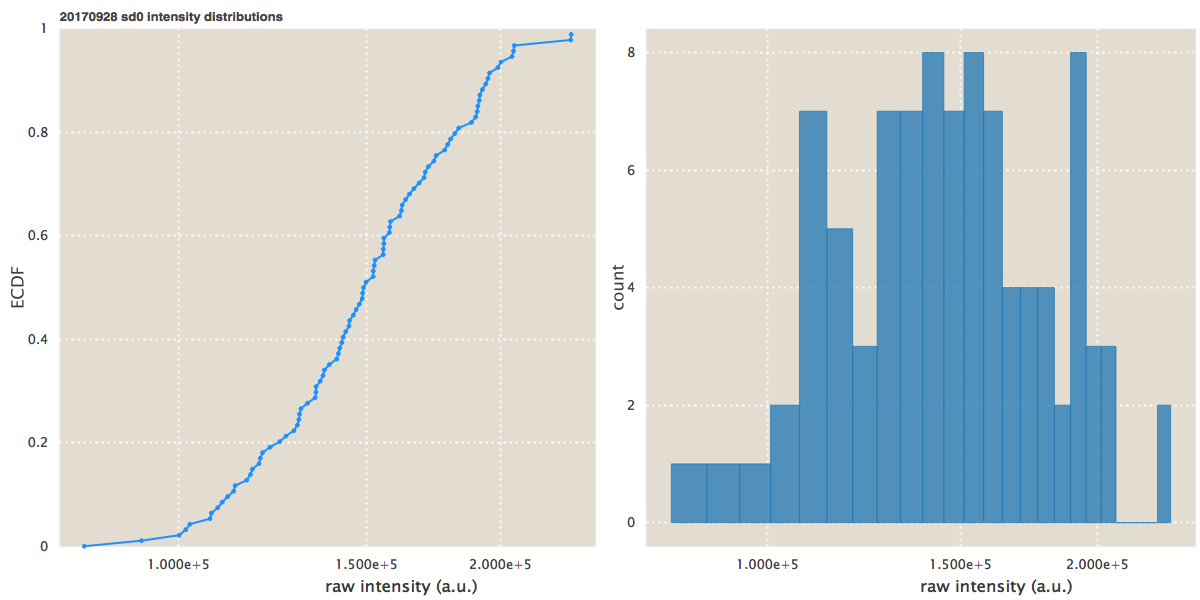 20170928 sd0 intensity distributions
1
0.8
0.6
0.4
0.2
0
ECDF
1.000e+5 1.500e+5 2.000e+5
raw intensity (a.u.)
8
6
4
2
0
count
1.000e+5 1.500e+5 2.000e+5
raw intensity (a.u.)